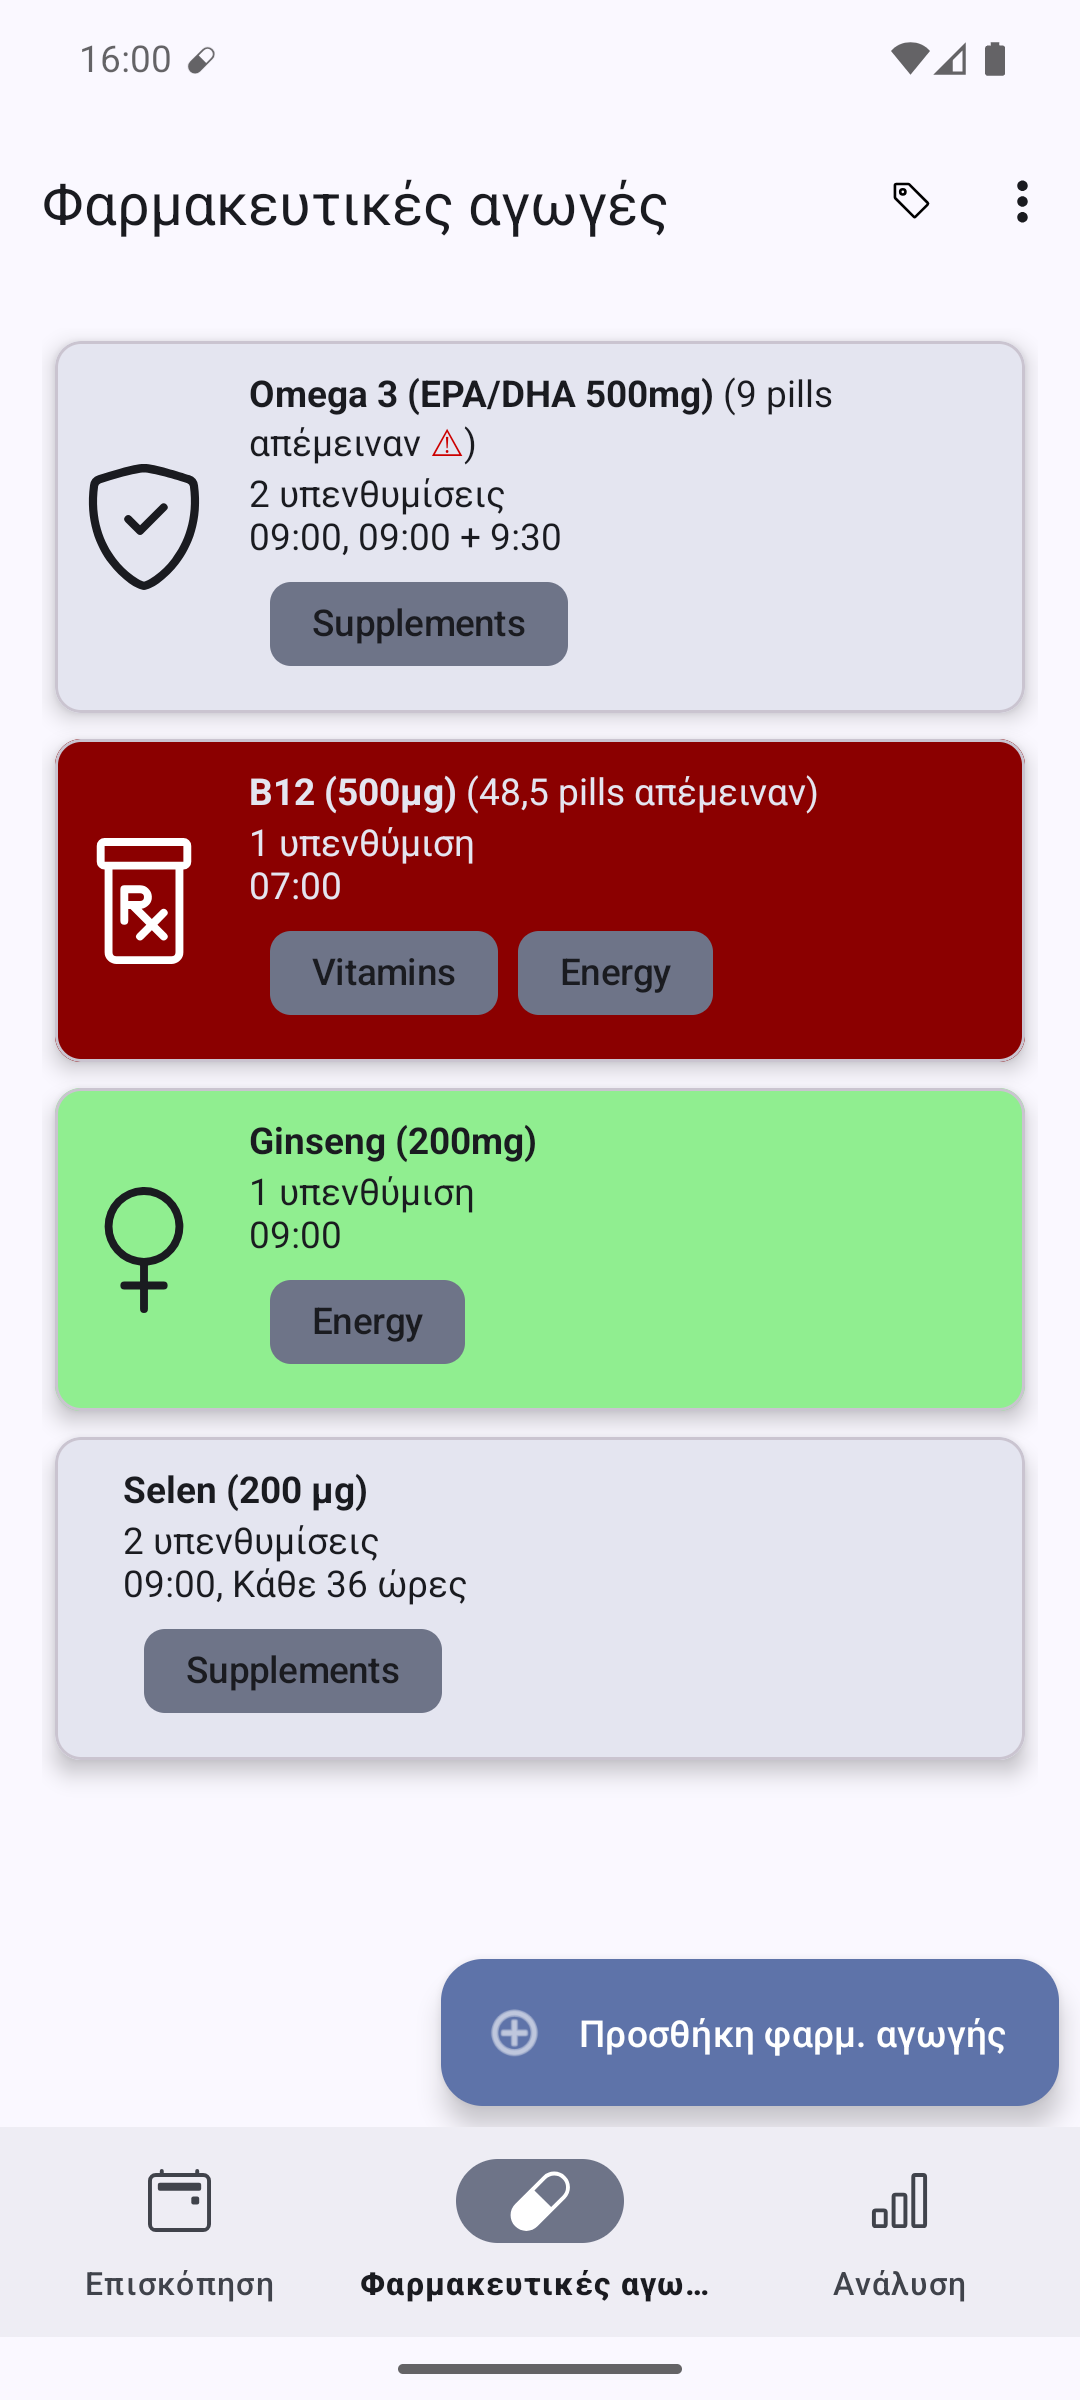 16:00
Φαρμακευτικές αγωγές
Omega 3 (EPA/DHA 500mg) (9 pills
απέμειναν ⚠)
2 υπενθυμίσεις
09:00, 09:00 + 9:30
Supplements
B12 (500µg) (48,5 pills απέμειναν)
1 υπενθύμιση
07:00
Vitamins Energy
Ginseng (200mg)
1 υπενθύμιση
09:00
Energy
Selen (200 µg)
2 υπενθυμίσεις
09:00, Κάθε 36 ώρες
Supplements
Προσθήκη φαρμ. αγωγής
Επισκόπηση Φαρμακευτικές αγω… Ανάλυση